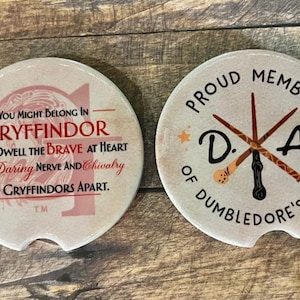 You Might Belong In
RYFFINDOR
Dwell the Brave at Heart
Daring Nerve And Chivalry
Gryffindors Apart.
TM
PROUD MEMB
D. A
OF DUMBLEDORE'S